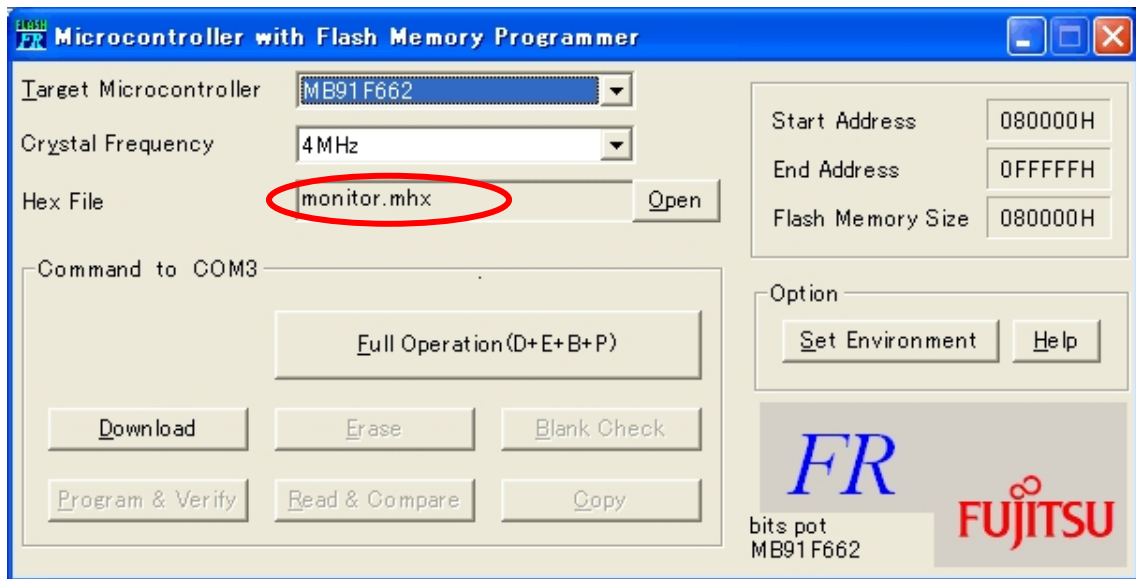 FLASH
FR
Microcontroller with Flash Memory Programmer
Target Microcontroller
MB91F662
Crystal Frequency
4MHz
Hex File
monitor.mhx
Open
Start Address
080000H
End Address
0FFFFFH
Flash Memory Size
080000H
Command to COM3
Full Operation(D+E+B+P)
Download
Erase
Blank Check
Program & Verify
Read & Compare
Copy
Option
Set Environment
Help
FR
FUJITSU
bits pot
MB91F662